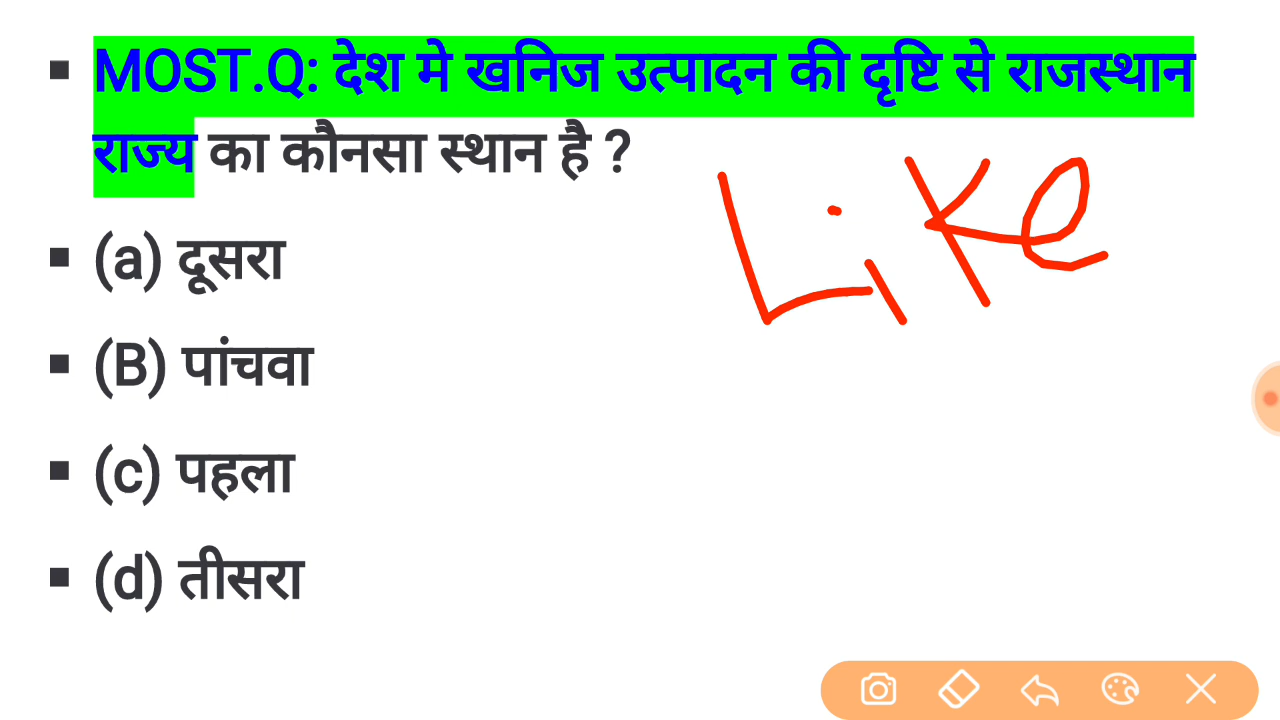 MOST.Q: देश मे खनिज उत्पादन की दृष्टि से राजस्थान
राज्य का कौनसा स्थान है ?
Like
(a) दूसरा
(B) पांचवा
(c) पहला
(d) तीसरा